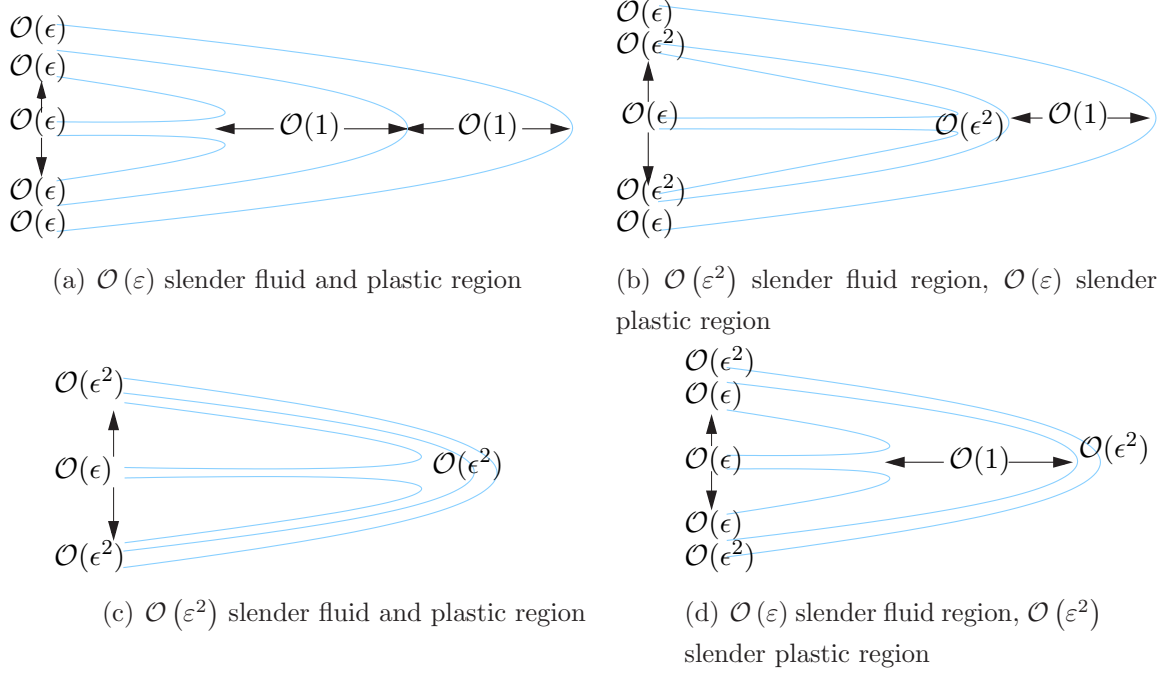 𝒪(ϵ)
𝒪(ϵ)
𝒪(ϵ)
𝒪(1)
𝒪(1)
𝒪(ϵ)
𝒪(ϵ)
(a) 𝒪(ε) slender fluid and plastic region
𝒪(ϵ)
𝒪(ϵ²)
𝒪(ϵ)
𝒪(ϵ²)
𝒪(1)
𝒪(ϵ²)
𝒪(ϵ)
(b) 𝒪(ε²) slender fluid region, 𝒪(ε) slender
plastic region
𝒪(ϵ²)
𝒪(ϵ)
𝒪(ϵ²)
𝒪(ϵ²)
(c) 𝒪(ε²) slender fluid and plastic region
𝒪(ϵ²)
𝒪(ϵ)
𝒪(ϵ)
𝒪(1)
𝒪(ϵ²)
𝒪(ϵ)
𝒪(ϵ²)
(d) 𝒪(ε) slender fluid region, 𝒪(ε²)
slender plastic region